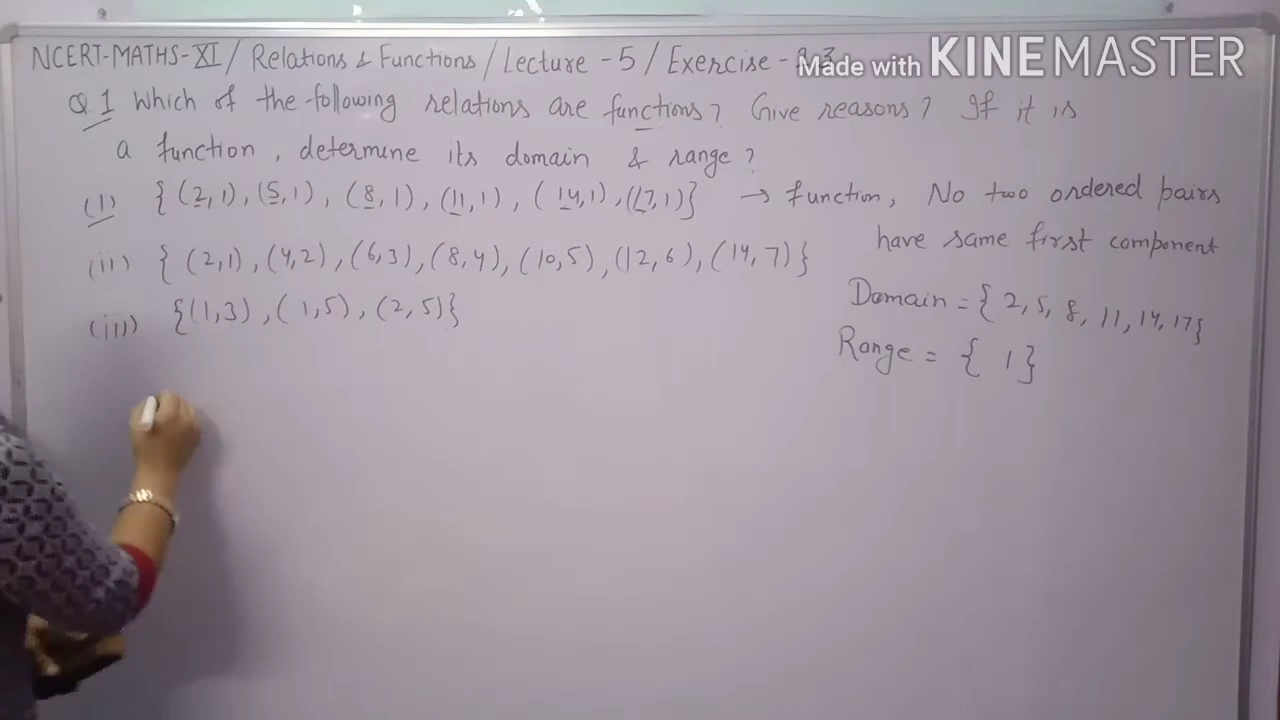 NCERT-MATHS-XI / Relations & Functions / Lecture - 5 / Exercise -
Made with KINEMASTER
Q.1 Which of the following relations are functions? Give reasons? If it is
a function, determine its domain & range?
(i) {(2,1), (5,1), (8,1), (11,1), (14,1), (17,1)} → function, No two ordered pairs
have same first component
(ii) {(2,1), (4,2), (6,3), (8,4), (10,5), (12,6), (14,7)}
Domain = {2, 5, 8, 11, 14, 17}
(iii) {(1,3), (1,5), (2,5)}
Range = {1}